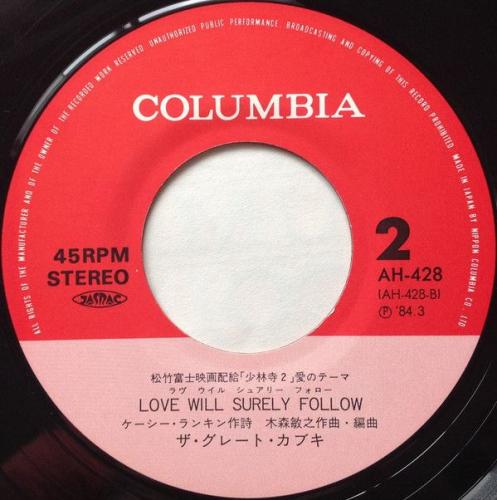 ALL RIGHTS OF THE MANUFACTURER AND OF THE OWNER OF THE RECORDED WORK RESERVED. UNAUTHORIZED PUBLIC PERFORMANCE, BROADCASTING AND COPYING OF THIS RECORD PROHIBITED. MADE IN JAPAN BY NIPPON COLUMBIA CO., LTD.
COLUMBIA
45RPM
STEREO
JASRAC
2
AH-428
(AH-428-B)
Ⓟ '84.3
松竹富士映画配給「少林寺2」愛のテーマ
ラヴ ウイル シュアリー フォロー
LOVE WILL SURELY FOLLOW
ケーシー・ランキン作詩 木森敏之作曲・編曲
ザ・グレート・カブキ